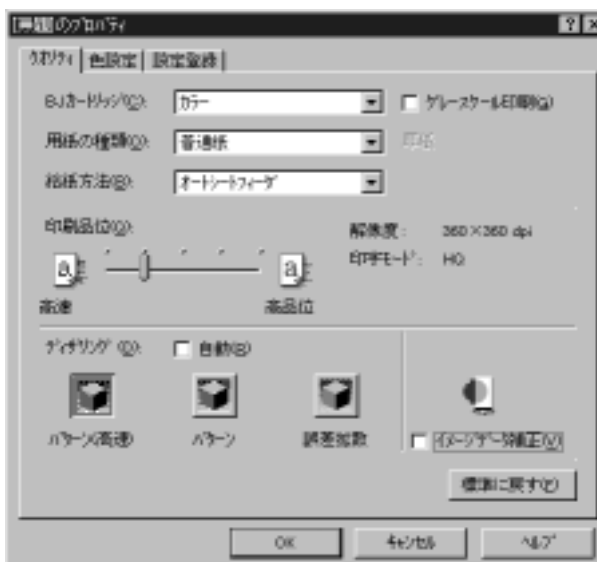 [無題]のプロパティ
クオリティ 色設定 設定登録
BJカートリッジ(C): カラー グレースケール印刷(G)
用紙の種類(O): 普通紙
給紙方法(B): オートシートフィーダ
印刷品位(Q): 解像度: 360×360 dpi
印字モード: HQ
高速 高品位
ディザリング(D): 自動(S)
パターン(高速) パターン 誤差拡散 イメージデータ補正(V)
標準に戻す(Z)
OK キャンセル ヘルプ